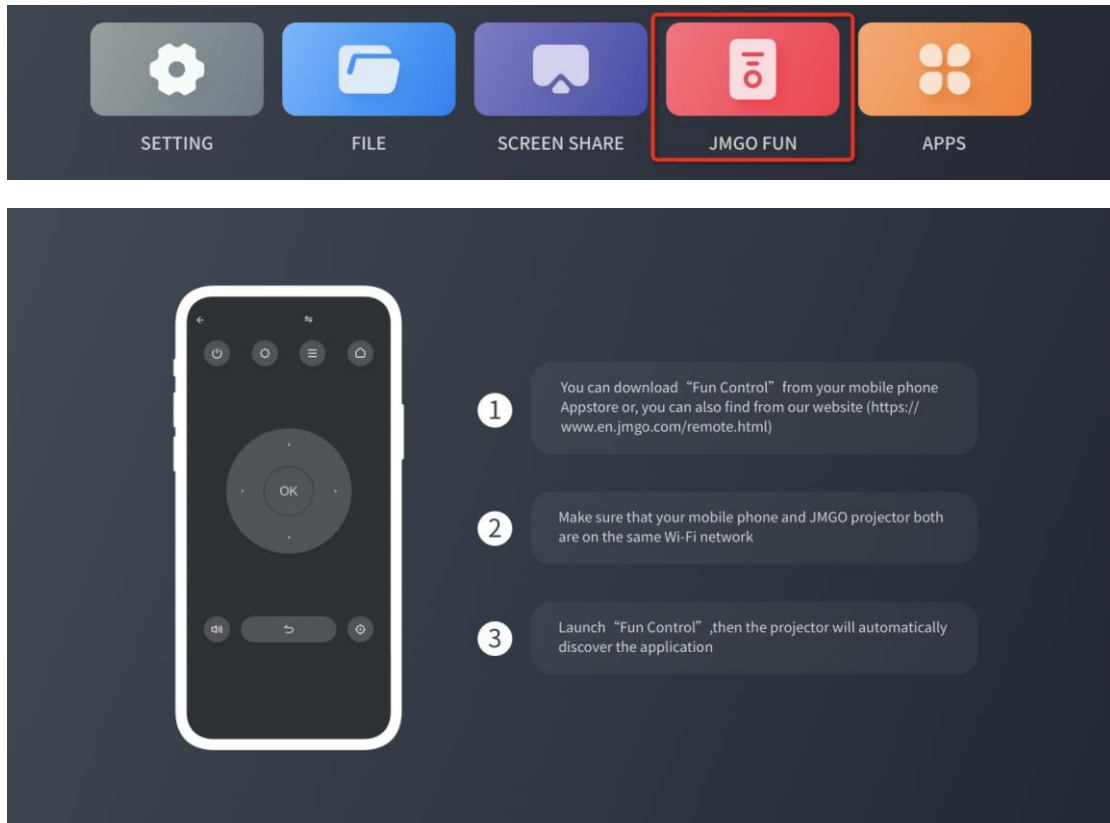 SETTING
FILE
SCREEN SHARE
JMGO FUN
APPS
OK
1
You can download “Fun Control” from your mobile phone
Appstore or, you can also find from our website (https://
www.en.jmgo.com/remote.html)
2
Make sure that your mobile phone and JMGO projector both
are on the same Wi-Fi network
3
Launch “Fun Control” ,then the projector will automatically
discover the application